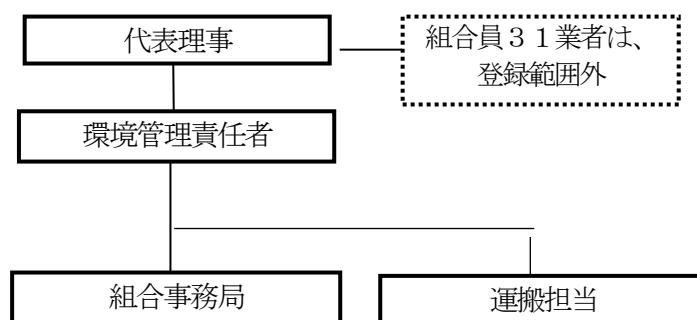 代表理事
組合員３１業者は、
登録範囲外
環境管理責任者
組合事務局
運搬担当